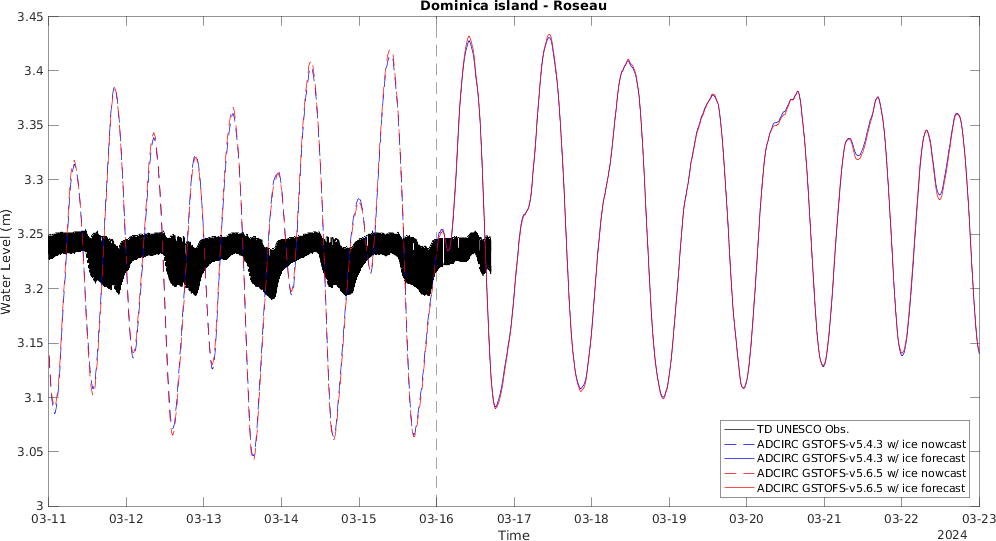 Dominica island - Roseau
3.45
3.4
3.35
3.3
3.25
3.2
3.15
3.1
3.05
3
Water Level (m)
TD UNESCO Obs.
ADCIRC GSTOFS-v5.4.3 w/ ice nowcast
ADCIRC GSTOFS-v5.4.3 w/ ice forecast
ADCIRC GSTOFS-v5.6.5 w/ ice nowcast
ADCIRC GSTOFS-v5.6.5 w/ ice forecast
03-11 03-12 03-13 03-14 03-15 03-16 03-17 03-18 03-19 03-20 03-21 03-22 03-23
Time
2024